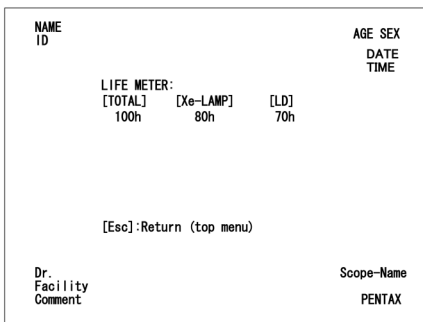 NAME
ID
AGE SEX
DATE
TIME
LIFE METER:
[TOTAL] [Xe-LAMP] [LD]
100h 80h 70h
[Esc]:Return (top menu)
Dr.
Facility
Comment
Scope-Name
PENTAX